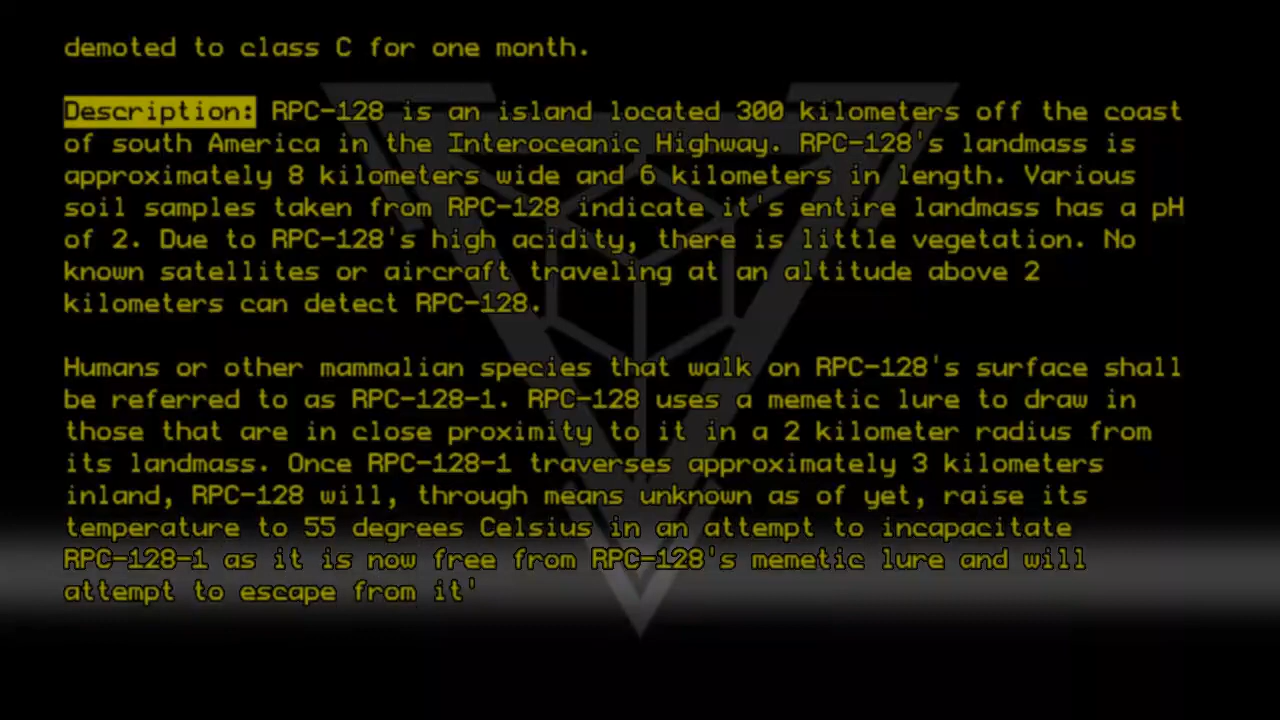 demoted to class C for one month.
Description: RPC-128 is an island located 300 kilometers off the coast
of south America in the Interoceanic Highway. RPC-128's landmass is
approximately 8 kilometers wide and 6 kilometers in length. Various
soil samples taken from RPC-128 indicate it's entire landmass has a pH
of 2. Due to RPC-128's high acidity, there is little vegetation. No
known satellites or aircraft traveling at an altitude above 2
kilometers can detect RPC-128.
Humans or other mammalian species that walk on RPC-128's surface shall
be referred to as RPC-128-1. RPC-128 uses a memetic lure to draw in
those that are in close proximity to it in a 2 kilometer radius from
its landmass. Once RPC-128-1 traverses approximately 3 kilometers
inland, RPC-128 will, through means unknown as of yet, raise its
temperature to 55 degrees Celsius in an attempt to incapacitate
RPC-128-1 as it is now free from RPC-128's memetic lure and will
attempt to escape from it'